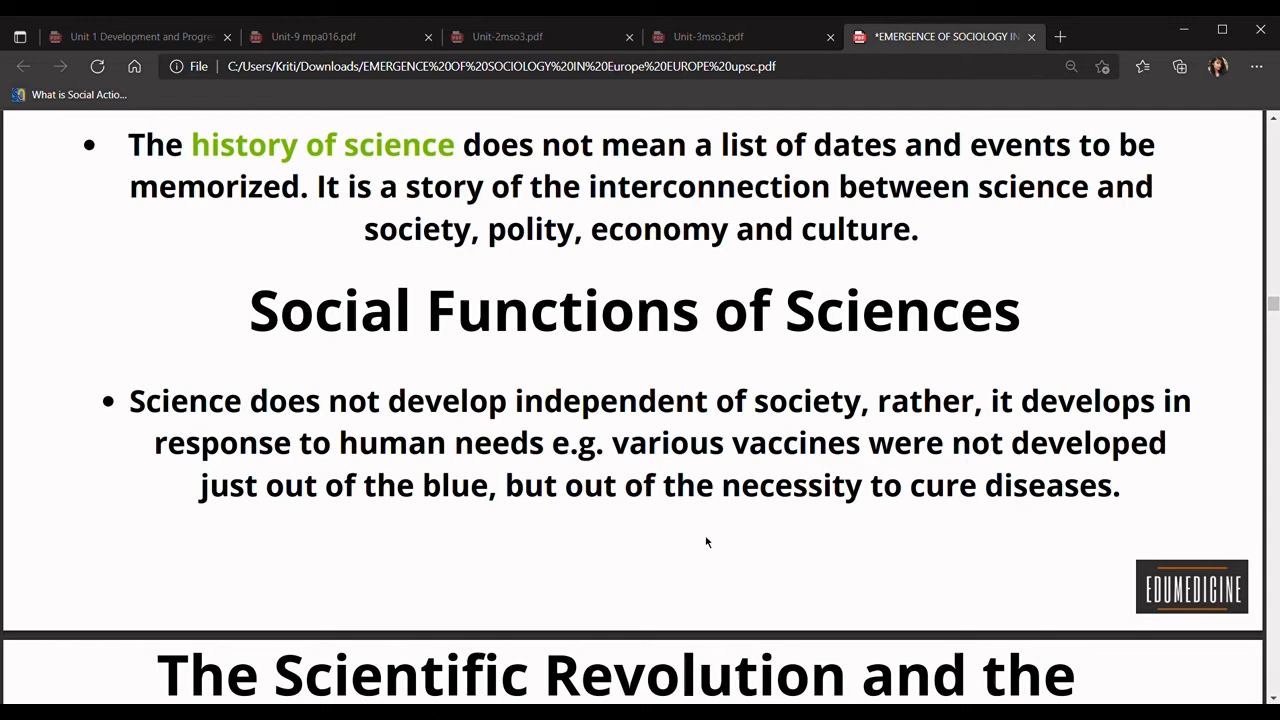 Unit 1 Development and Progre
Unit-9 mpa016.pdf
Unit-2mso3.pdf
Unit-3mso3.pdf
*EMERGENCE OF SOCIOLOGY IN
File
C:/Users/Kriti/Downloads/EMERGENCE%20OF%20SOCIOLOGY%20IN%20Europe%20EUROPE%20upsc.pdf
What is Social Actio...
• The history of science does not mean a list of dates and events to be
memorized. It is a story of the interconnection between science and
society, polity, economy and culture.
Social Functions of Sciences
• Science does not develop independent of society, rather, it develops in
response to human needs e.g. various vaccines were not developed
just out of the blue, but out of the necessity to cure diseases.
EDUMEDICINE
The Scientific Revolution and the